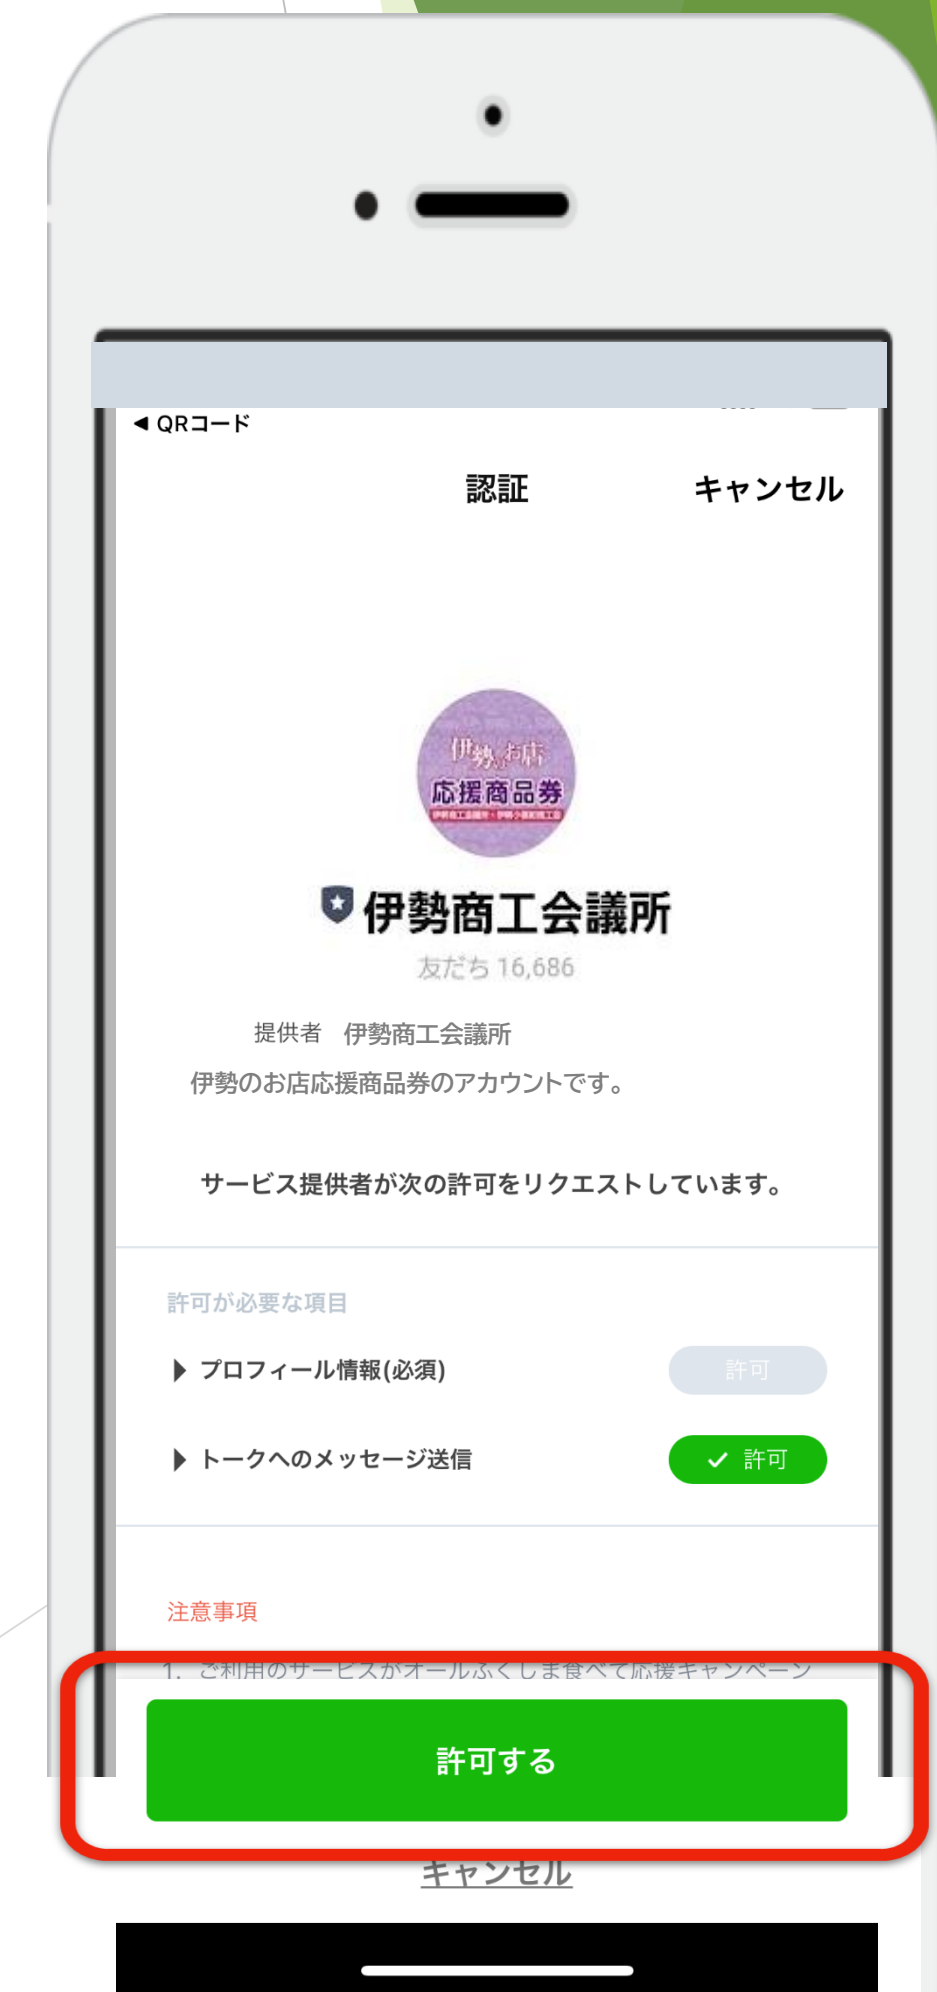 ◀ QRコード
認証
キャンセル
伊勢のお店
応援商品券
伊勢商工会議所
友だち 16,686
提供者 伊勢商工会議所
伊勢のお店応援商品券のアカウントです。
サービス提供者が次の許可をリクエストしています。
許可が必要な項目
プロフィール情報(必須)
許可
トークへのメッセージ送信
✓ 許可
注意事項
1. ご利用のサービスがオールふくしま食べて応援キャンペーン
許可する
キャンセル